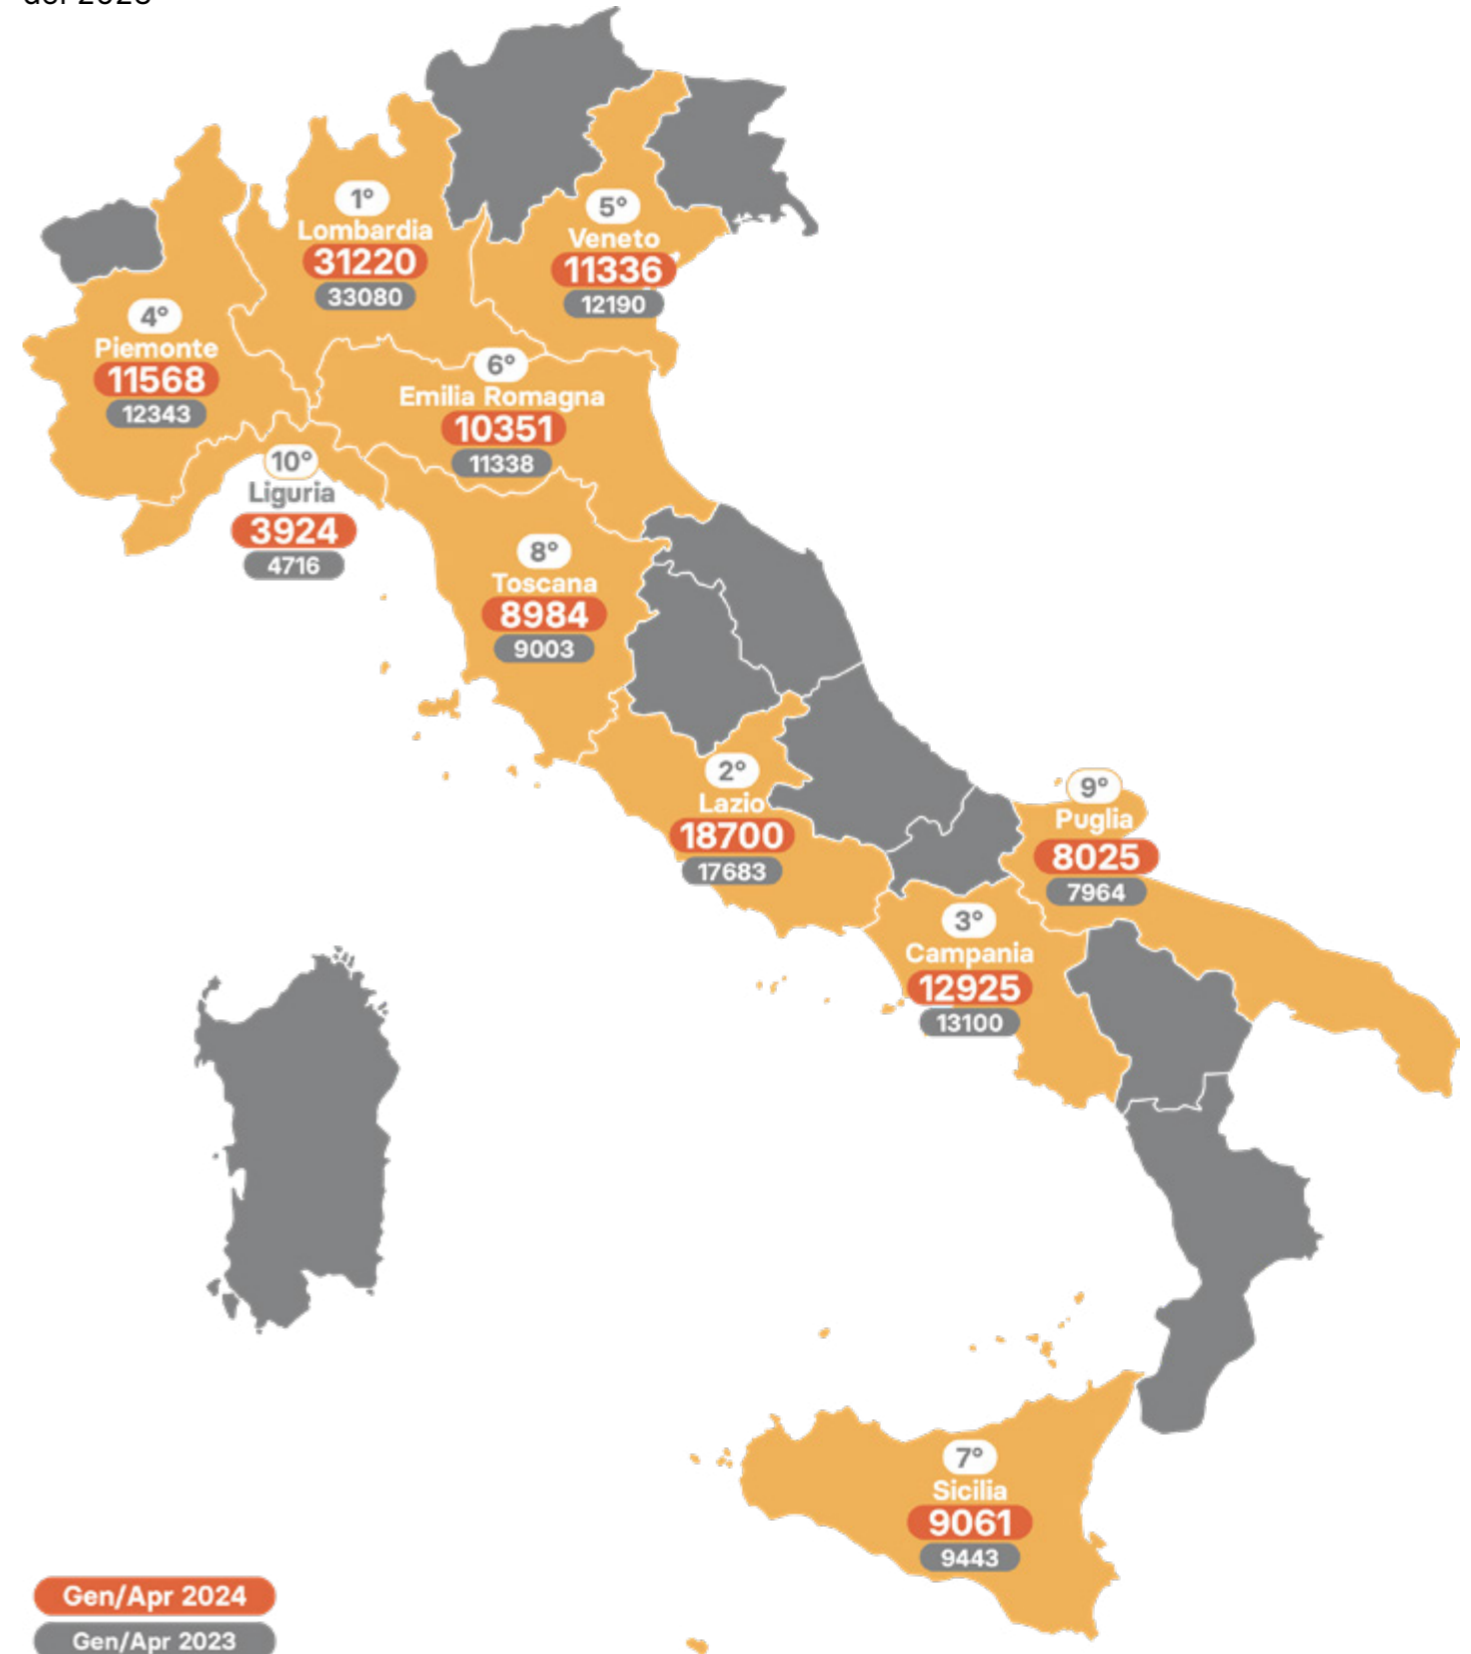 del 2023
1°
Lombardia
31220
33080
5°
Veneto
11336
12190
4°
Piemonte
11568
12343
6°
Emilia Romagna
10351
11338
10°
Liguria
3924
4716
8°
Toscana
8984
9003
2°
Lazio
18700
17683
9°
Puglia
8025
7964
3°
Campania
12925
13100
7°
Sicilia
9061
9443
Gen/Apr 2024
Gen/Apr 2023